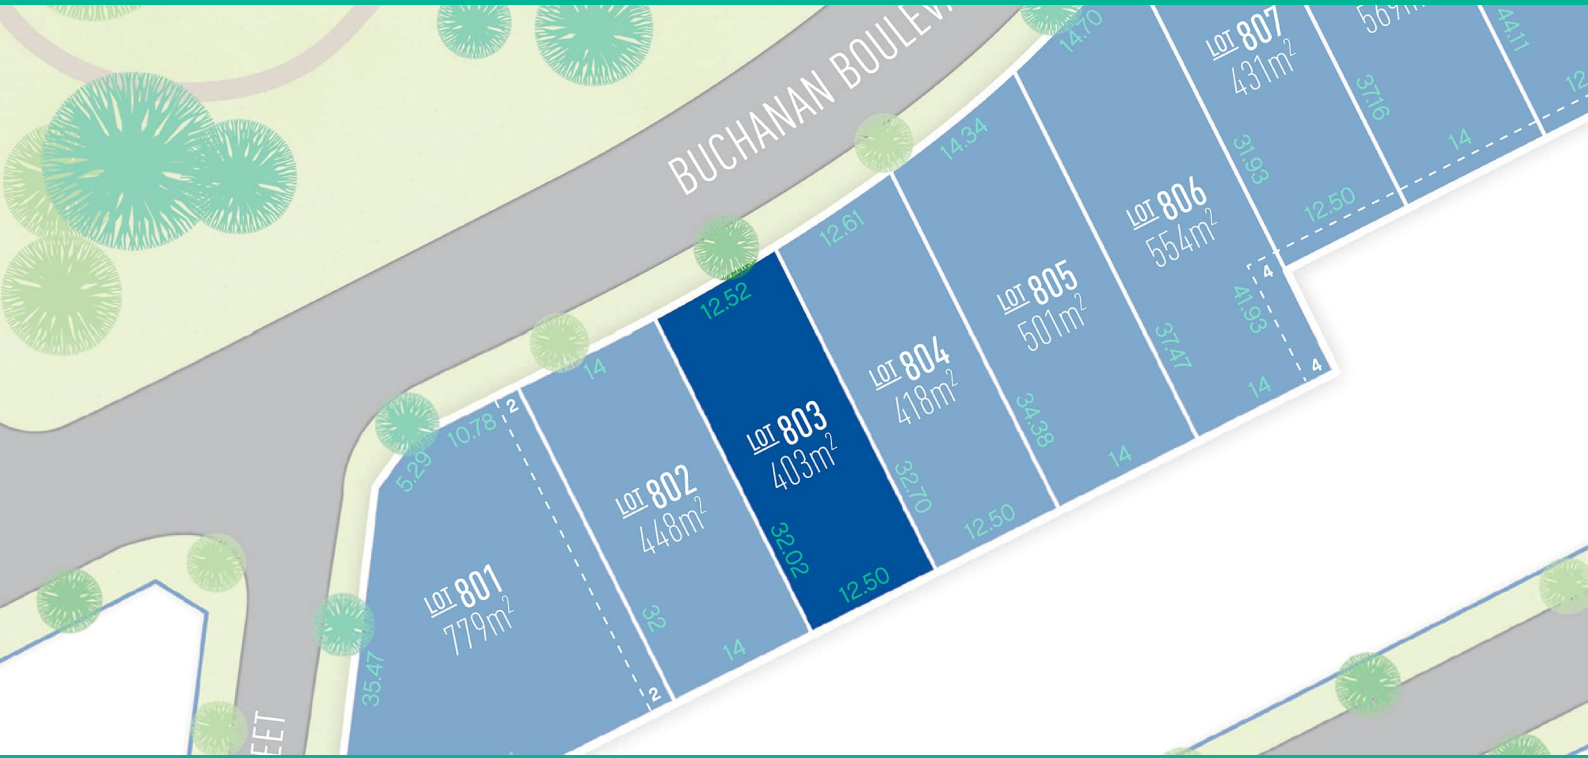 BUCHANAN BOULEV
14.70
LOT 807
431m²
44.11
37.16
14
31.93
12.50
14.34
LOT 806
554m²
4
41.93
4
14
12.61
LOT 805
501m²
37.47
14
12.52
LOT 804
418m²
34.38
12.50
14
LOT 803
403m²
32.70
32.02
12.50
2
10.78
5.29
LOT 802
448m²
32
14
LOT 801
779m²
2
35.47
EET